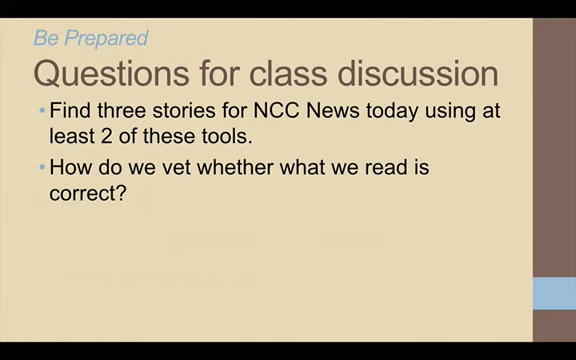 Be Prepared
Questions for class discussion
•Find three stories for NCC News today using at
least 2 of these tools.
•How do we vet whether what we read is
correct?